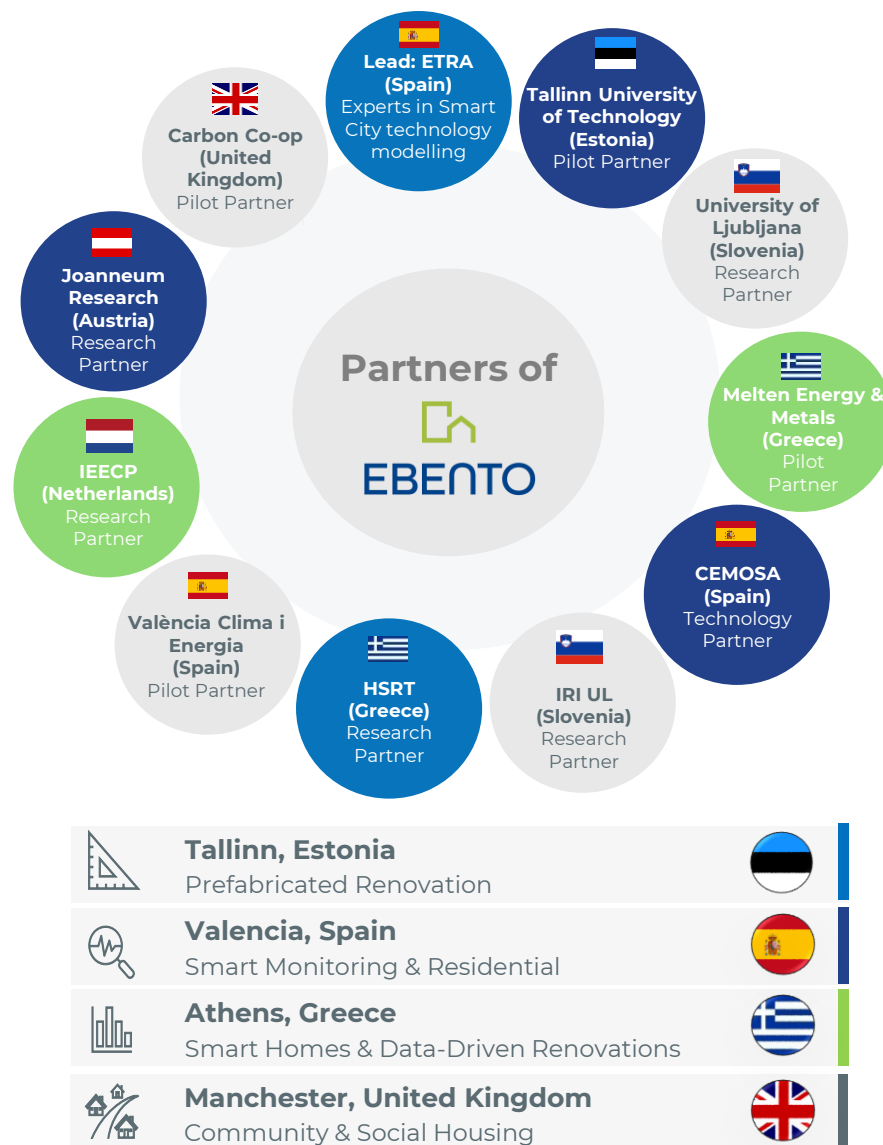 Lead: ETRA
(Spain)
Experts in Smart
City technology
modelling
Tallinn University
of Technology
(Estonia)
Pilot Partner
University of
Ljubljana
(Slovenia)
Research
Partner
Melten Energy &
Metals
(Greece)
Pilot
Partner
CEMOSA
(Spain)
Technology
Partner
IRI UL
(Slovenia)
Research
Partner
HSRT
(Greece)
Research
Partner
València Clima i
Energia
(Spain)
Pilot Partner
IEECP
(Netherlands)
Research
Partner
Joanneum
Research
(Austria)
Research
Partner
Carbon Co-op
(United
Kingdom)
Pilot Partner
Partners of
EBENTO
Tallinn, Estonia
Prefabricated Renovation
Valencia, Spain
Smart Monitoring & Residential
Athens, Greece
Smart Homes & Data-Driven Renovations
Manchester, United Kingdom
Community & Social Housing